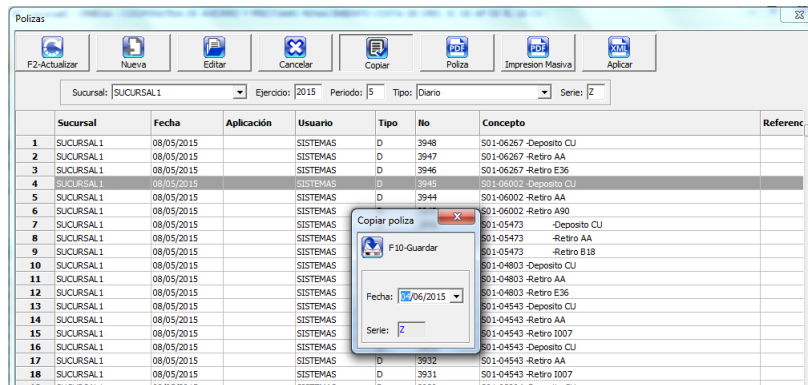 Polizas
F2-Actualizar Nueva Editar Cancelar Copiar Poliza Impresion Masiva Aplicar
Sucursal: SUCURSAL1 Ejercicio: 2015 Periodo: 5 Tipo: Diario Serie: Z
Sucursal Fecha Aplicación Usuario Tipo No Concepto Referenc
1 SUCURSAL1 08/05/2015 SISTEMAS D 3948 S01-06267 -Deposito CU
2 SUCURSAL1 08/05/2015 SISTEMAS D 3947 S01-06267 -Retiro AA
3 SUCURSAL1 08/05/2015 SISTEMAS D 3946 S01-06267 -Retiro E36
4 SUCURSAL1 08/05/2015 SISTEMAS D 3945 S01-06002 -Deposito CU
5 SUCURSAL1 08/05/2015 SISTEMAS D 3944 S01-06002 -Retiro AA
6 SUCURSAL1 08/05/2015 SISTEMAS S01-06002 -Retiro A90
7 SUCURSAL1 08/05/2015 SISTEMAS S01-05473 -Deposito CU
8 SUCURSAL1 08/05/2015 SISTEMAS S01-05473 -Retiro AA
9 SUCURSAL1 08/05/2015 SISTEMAS S01-05473 -Retiro B18
10 SUCURSAL1 08/05/2015 SISTEMAS S01-04803 -Deposito CU
11 SUCURSAL1 08/05/2015 SISTEMAS S01-04803 -Retiro AA
12 SUCURSAL1 08/05/2015 SISTEMAS S01-04803 -Retiro E36
13 SUCURSAL1 08/05/2015 SISTEMAS S01-04543 -Deposito CU
14 SUCURSAL1 08/05/2015 SISTEMAS S01-04543 -Retiro AA
15 SUCURSAL1 08/05/2015 SISTEMAS S01-04543 -Retiro I007
16 SUCURSAL1 08/05/2015 SISTEMAS S01-04543 -Deposito CU
17 SUCURSAL1 08/05/2015 SISTEMAS D 3932 S01-04543 -Retiro AA
18 SUCURSAL1 08/05/2015 SISTEMAS D 3931 S01-04543 -Retiro I007
Copiar poliza
F10-Guardar
Fecha: 04/06/2015
Serie: Z